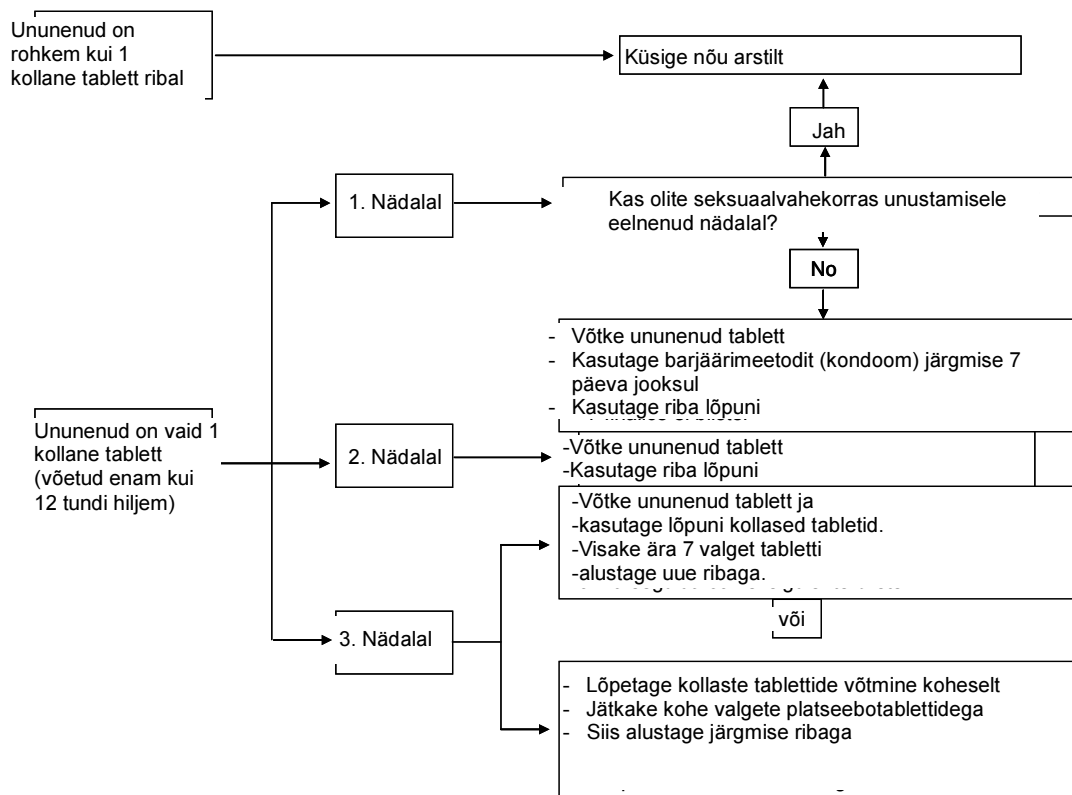 Ununenud on
rohkem kui 1
kollane tablett ribal
Küsige nõu arstilt
Jah
1. Nädalal
Kas olite seksuaalvahekorras unustamisele
eelnenud nädalal?
No
- Võtke ununenud tablett
- Kasutage barjäärimeetodit (kondoom) järgmise 7
päeva jooksul
- Kasutage riba lõpuni
Ununenud on vaid 1
kollane tablett
(võetud enam kui
12 tundi hiljem)
2. Nädalal
-Võtke ununenud tablett
-Kasutage riba lõpuni
-Võtke ununenud tablett ja
-kasutage lõpuni kollased tabletid.
-Visake ära 7 valget tabletti
-alustage uue ribaga.
või
3. Nädalal
- Lõpetage kollaste tablettide võtmine koheselt
- Jätkake kohe valgete platseebotablettidega
- Siis alustage järgmise ribaga